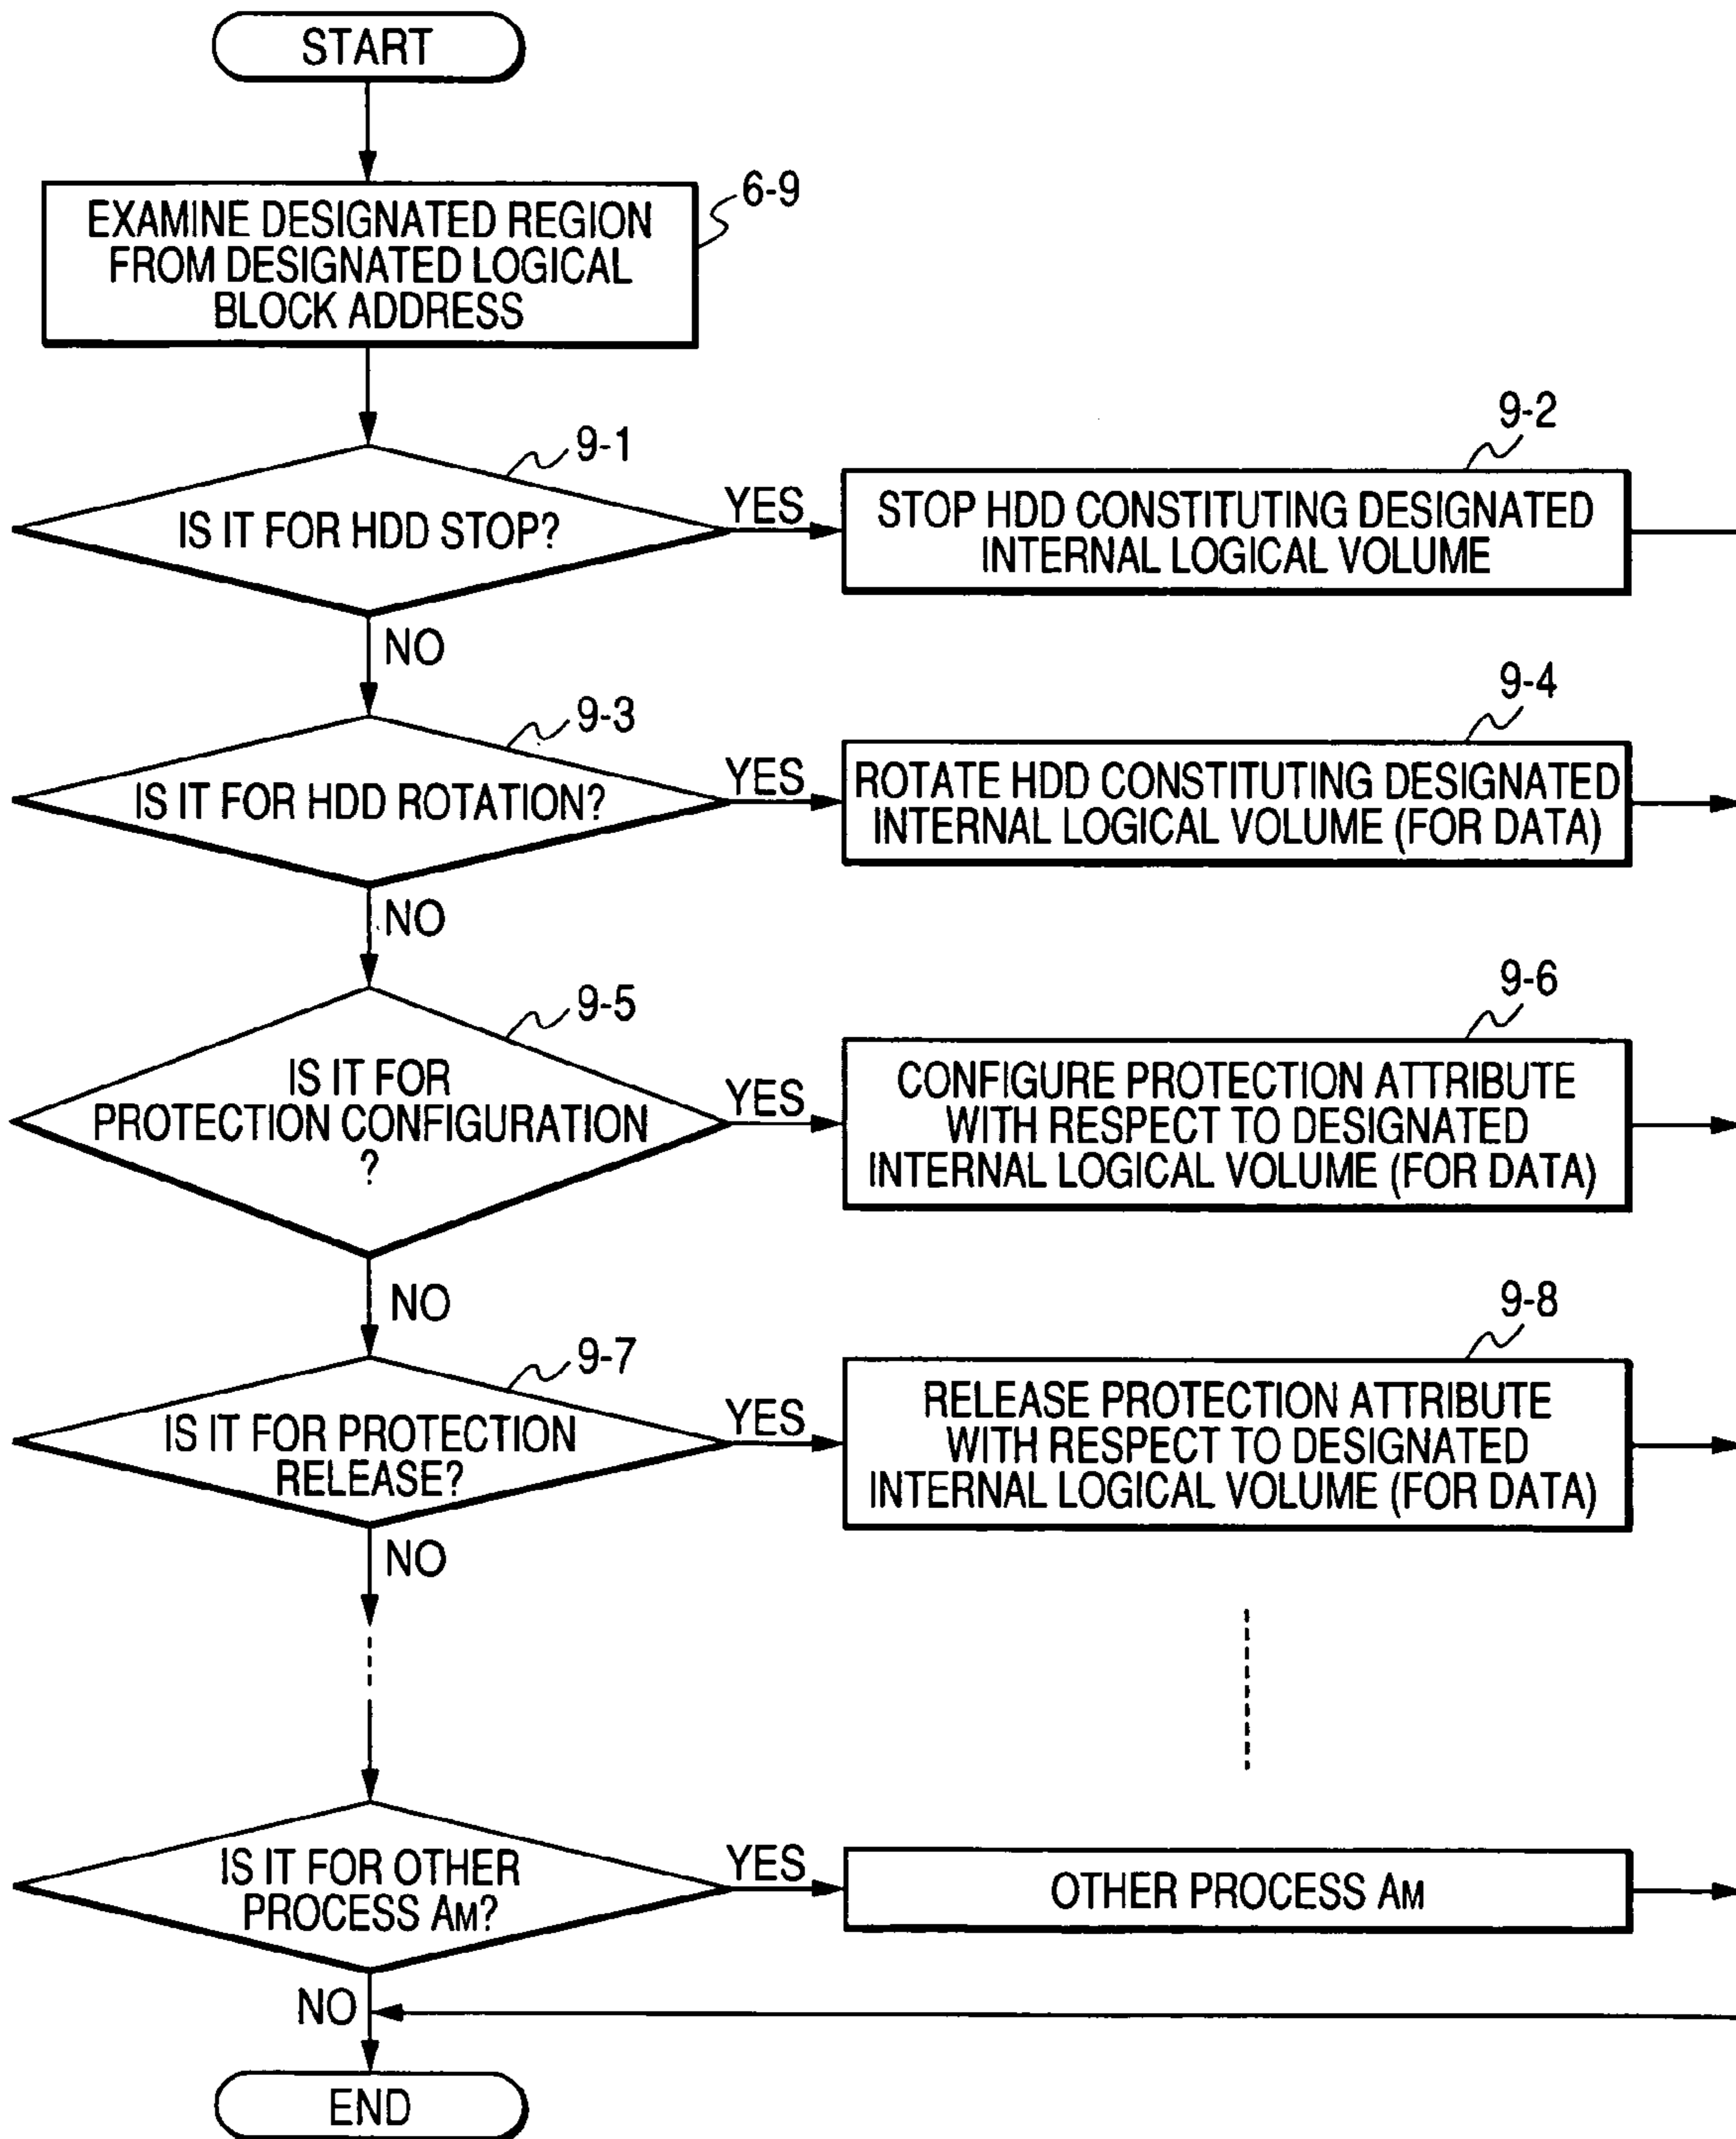 START
6-9
EXAMINE DESIGNATED REGION
FROM DESIGNATED LOGICAL
BLOCK ADDRESS
9-1
IS IT FOR HDD STOP?
YES
9-2
STOP HDD CONSTITUTING DESIGNATED
INTERNAL LOGICAL VOLUME
NO
9-3
IS IT FOR HDD ROTATION?
YES
9-4
ROTATE HDD CONSTITUTING DESIGNATED
INTERNAL LOGICAL VOLUME (FOR DATA)
NO
9-5
IS IT FOR
PROTECTION CONFIGURATION
?
YES
9-6
CONFIGURE PROTECTION ATTRIBUTE
WITH RESPECT TO DESIGNATED
INTERNAL LOGICAL VOLUME (FOR DATA)
NO
9-7
IS IT FOR PROTECTION
RELEASE?
YES
9-8
RELEASE PROTECTION ATTRIBUTE
WITH RESPECT TO DESIGNATED
INTERNAL LOGICAL VOLUME (FOR DATA)
NO
IS IT FOR OTHER
PROCESS AM?
YES
OTHER PROCESS AM
NO
END